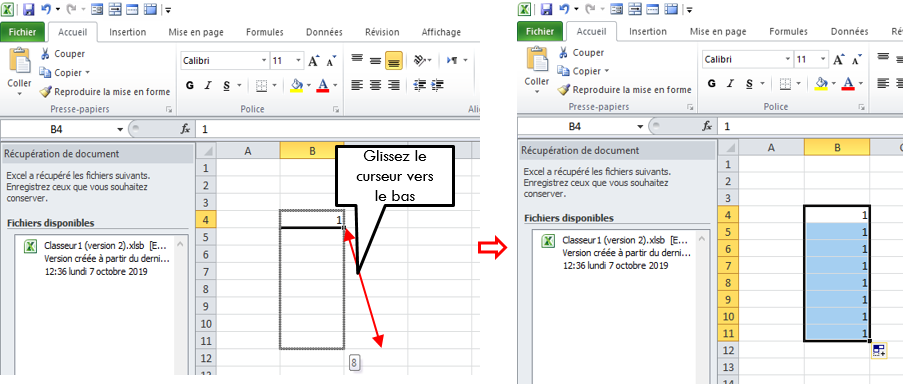 Fichier Accueil Insertion Mise en page Formules Données Révision Affichage
Coller
Couper
Copier
Reproduire la mise en forme
Presse-papiers
Calibri 11 A A
G I S A
Police
B4 fx 1
Récupération de document
Excel a récupéré les fichiers suivants.
Enregistrez ceux que vous souhaitez
conserver.
Fichiers disponibles
Classeur1 (version 2).xlsb [E...
Version créée à partir du derni...
12:36 lundi 7 octobre 2019
A B C D
1
2
3
4 1
5
6
7
8
9
10
11
12
8
Glissez le
curseur vers
le bas
Fichier Accueil Insertion Mise en page Formules Données
Coller
Couper
Copier
Reproduire la mise en forme
Presse-papiers
Calibri 11 A A
G I S A
Police
B4 fx 1
Récupération de document
Excel a récupéré les fichiers suivants.
Enregistrez ceux que vous souhaitez
conserver.
Fichiers disponibles
Classeur1 (version 2).xlsb [E...
Version créée à partir du derni...
12:36 lundi 7 octobre 2019
A B
1
2
3
4 1
5 1
6 1
7 1
8 1
9 1
10 1
11 1
12
13